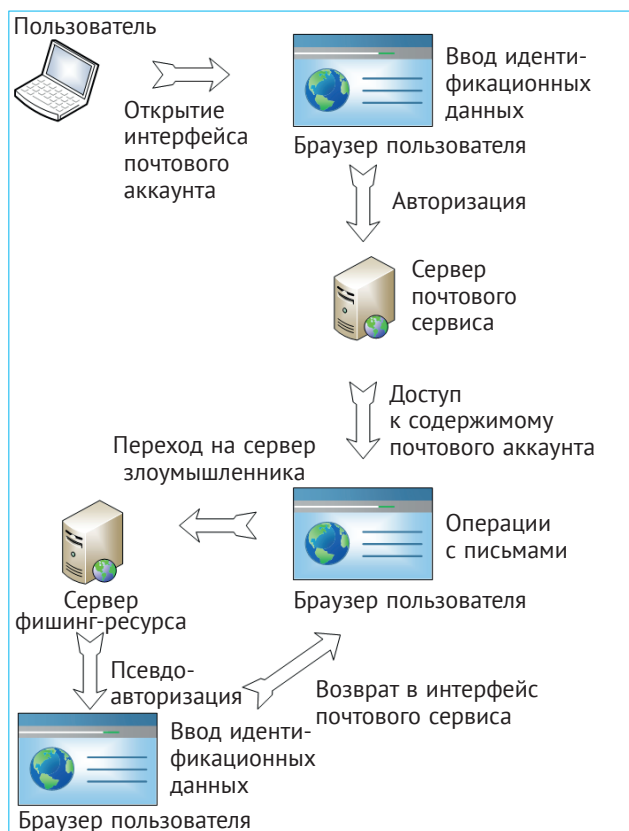 Пользователь
Открытие
интерфейса
почтового
аккаунта
Ввод иденти-
фикационных
данных
Браузер пользователя
Авторизация
Сервер
почтового
сервиса
Доступ
к содержимому
почтового аккаунта
Переход на сервер
злоумышленника
Операции
с письмами
Браузер пользователя
Сервер
фишинг-ресурса
Псевдо-
авторизация
Возврат в интерфейс
почтового сервиса
Ввод иденти-
фикационных
данных
Браузер пользователя